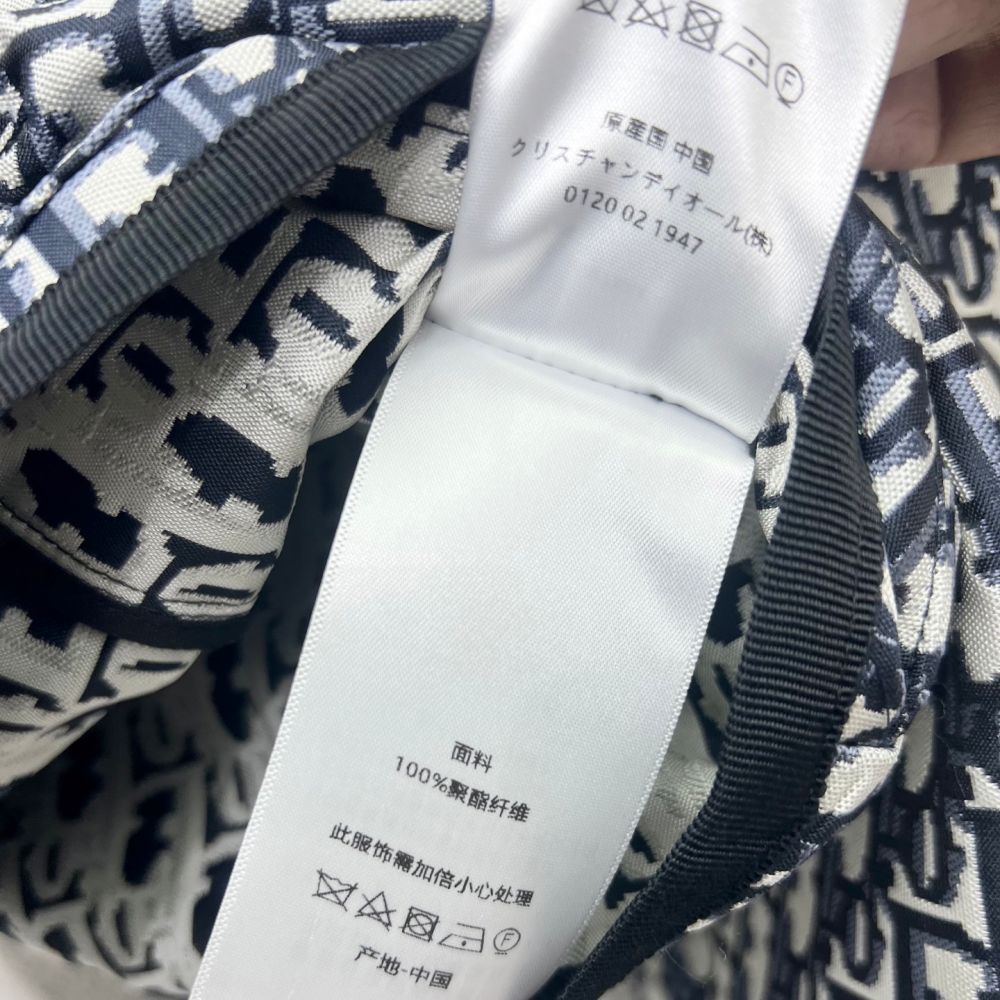 F
原産国 中国
クリスチャンディオール(株)
0120 02 1947
面料
100%聚酯纤维
此服饰需加倍小心处理
F
产地-中国